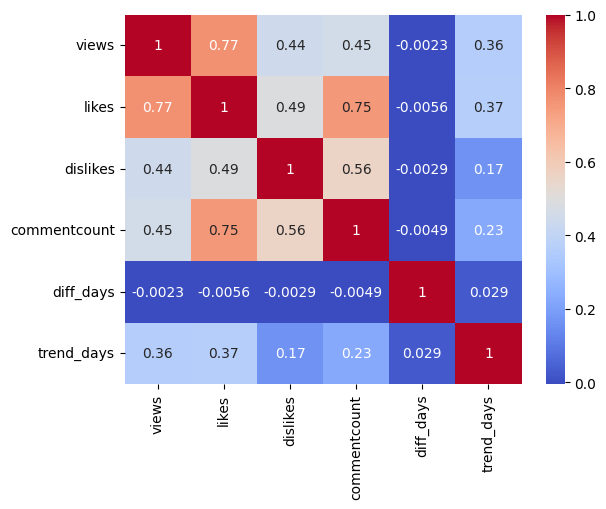 views 1 0.77 0.44 0.45 -0.0023 0.36
likes 0.77 1 0.49 0.75 -0.0056 0.37
dislikes 0.44 0.49 1 0.56 -0.0029 0.17
commentcount 0.45 0.75 0.56 1 -0.0049 0.23
diff_days -0.0023 -0.0056 -0.0029 -0.0049 1 0.029
trend_days 0.36 0.37 0.17 0.23 0.029 1
views likes dislikes commentcount diff_days trend_days
1.0
0.8
0.6
0.4
0.2
0.0